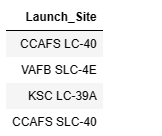 Launch_Site
CCAFS LC-40
VAFB SLC-4E
KSC LC-39A
CCAFS SLC-40